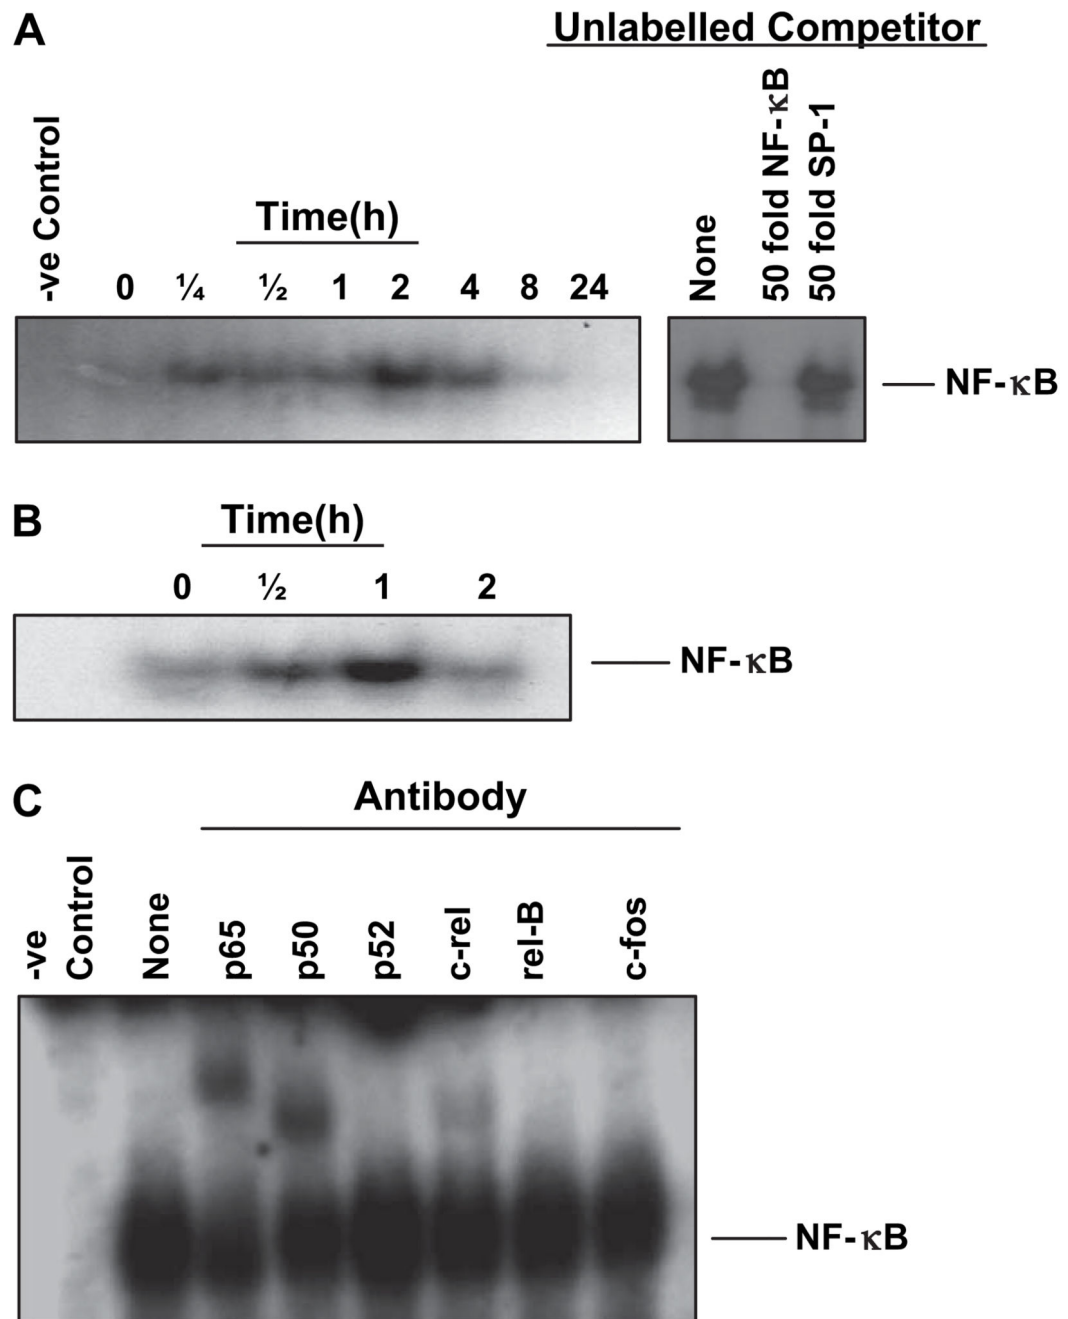 A
Unlabelled Competitor
-ve Control
Time(h)
0 ¼ ½ 1 2 4 8 24
None
50 fold NF-κB
50 fold SP-1
NF-κB
B
Time(h)
0 ½ 1 2
NF-κB
C
Antibody
-ve
Control
None
p65
p50
p52
c-rel
rel-B
c-fos
NF-κB